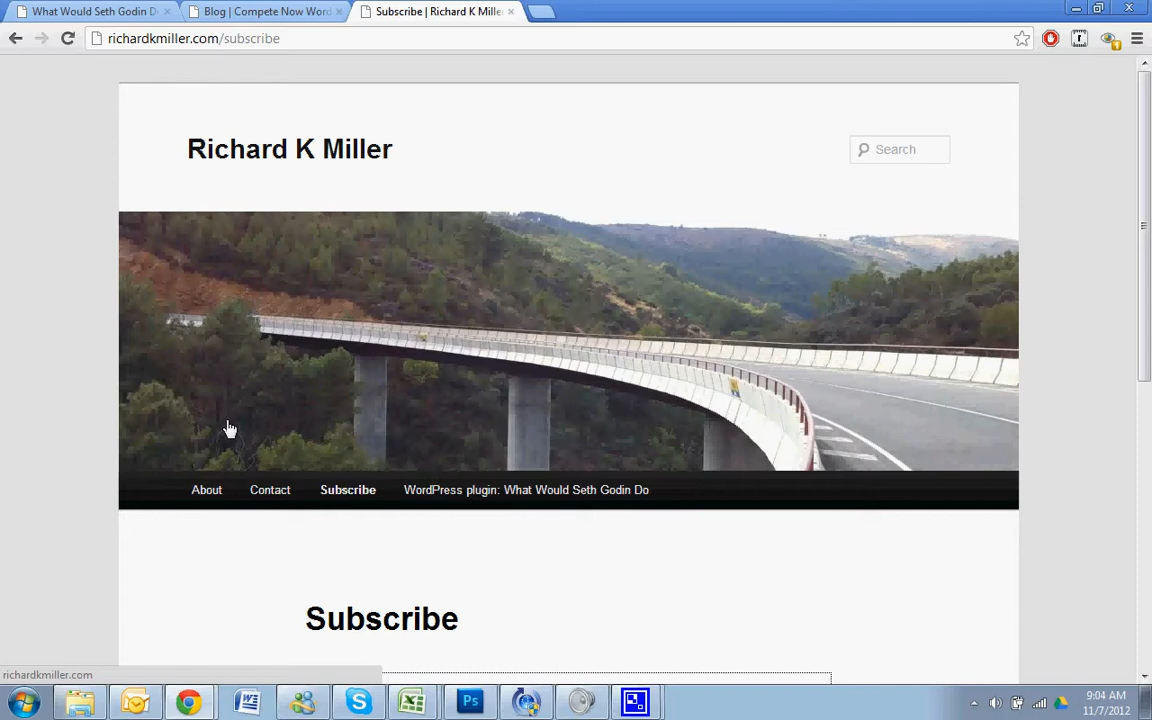 What Would Seth Godin D
Blog | Compete Now Word
Subscribe | Richard K Mille
richardkmiller.com/subscribe
Richard K Miller
Search
About
Contact
Subscribe
WordPress plugin: What Would Seth Godin Do
Subscribe
richardkmiller.com
W
S
X
Ps
9:04 AM
11/7/2012